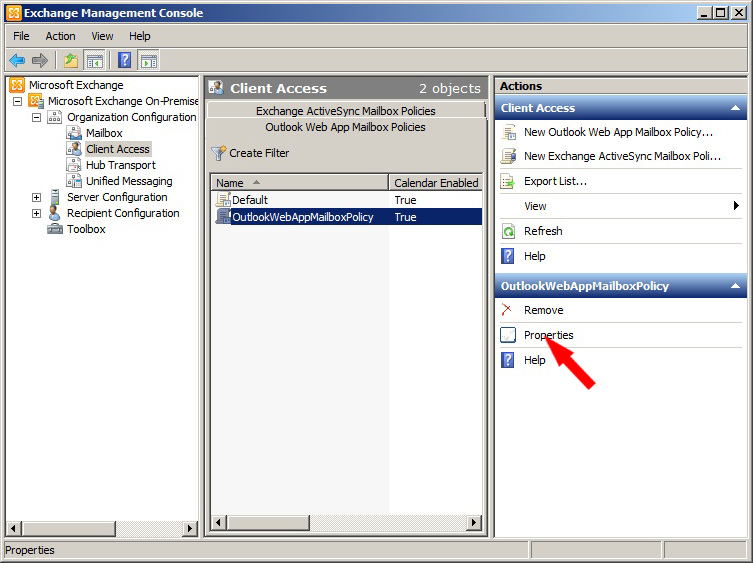 Exchange Management Console
File Action View Help
Microsoft Exchange
Microsoft Exchange On-Premise
Organization Configuration
Mailbox
Client Access
Hub Transport
Unified Messaging
Server Configuration
Recipient Configuration
Toolbox
Client Access 2 objects
Exchange ActiveSync Mailbox Policies
Outlook Web App Mailbox Policies
Create Filter
Name Calendar Enabled
Default True
OutlookWebAppMailboxPolicy True
Actions
Client Access
New Outlook Web App Mailbox Policy...
New Exchange ActiveSync Mailbox Poli...
Export List...
View
Refresh
Help
OutlookWebAppMailboxPolicy
Remove
Properties
Help
Properties